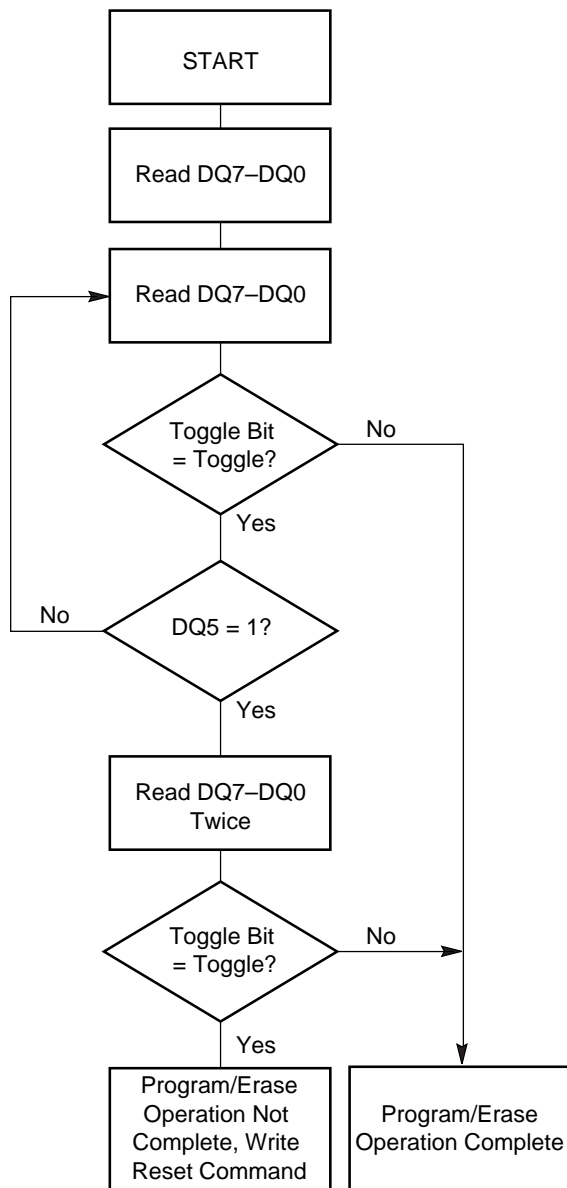 START
Read DQ7–DQ0
Read DQ7–DQ0
Toggle Bit
= Toggle?
No
Yes
No
DQ5 = 1?
Yes
Read DQ7–DQ0
Twice
Toggle Bit
= Toggle?
No
Yes
Program/Erase
Operation Not
Complete, Write
Reset Command
Program/Erase
Operation Complete